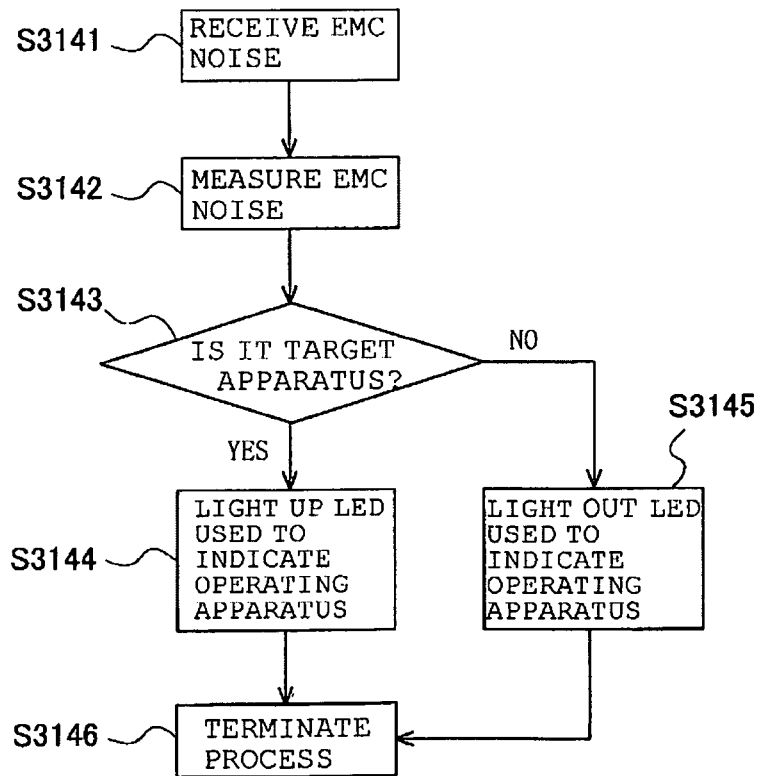 S3141
RECEIVE EMC
NOISE
S3142
MEASURE EMC
NOISE
S3143
IS IT TARGET
APPARATUS?
NO
YES
S3145
S3144
LIGHT UP LED
USED TO
INDICATE
OPERATING
APPARATUS
LIGHT OUT LED
USED TO
INDICATE
OPERATING
APPARATUS
S3146
TERMINATE
PROCESS